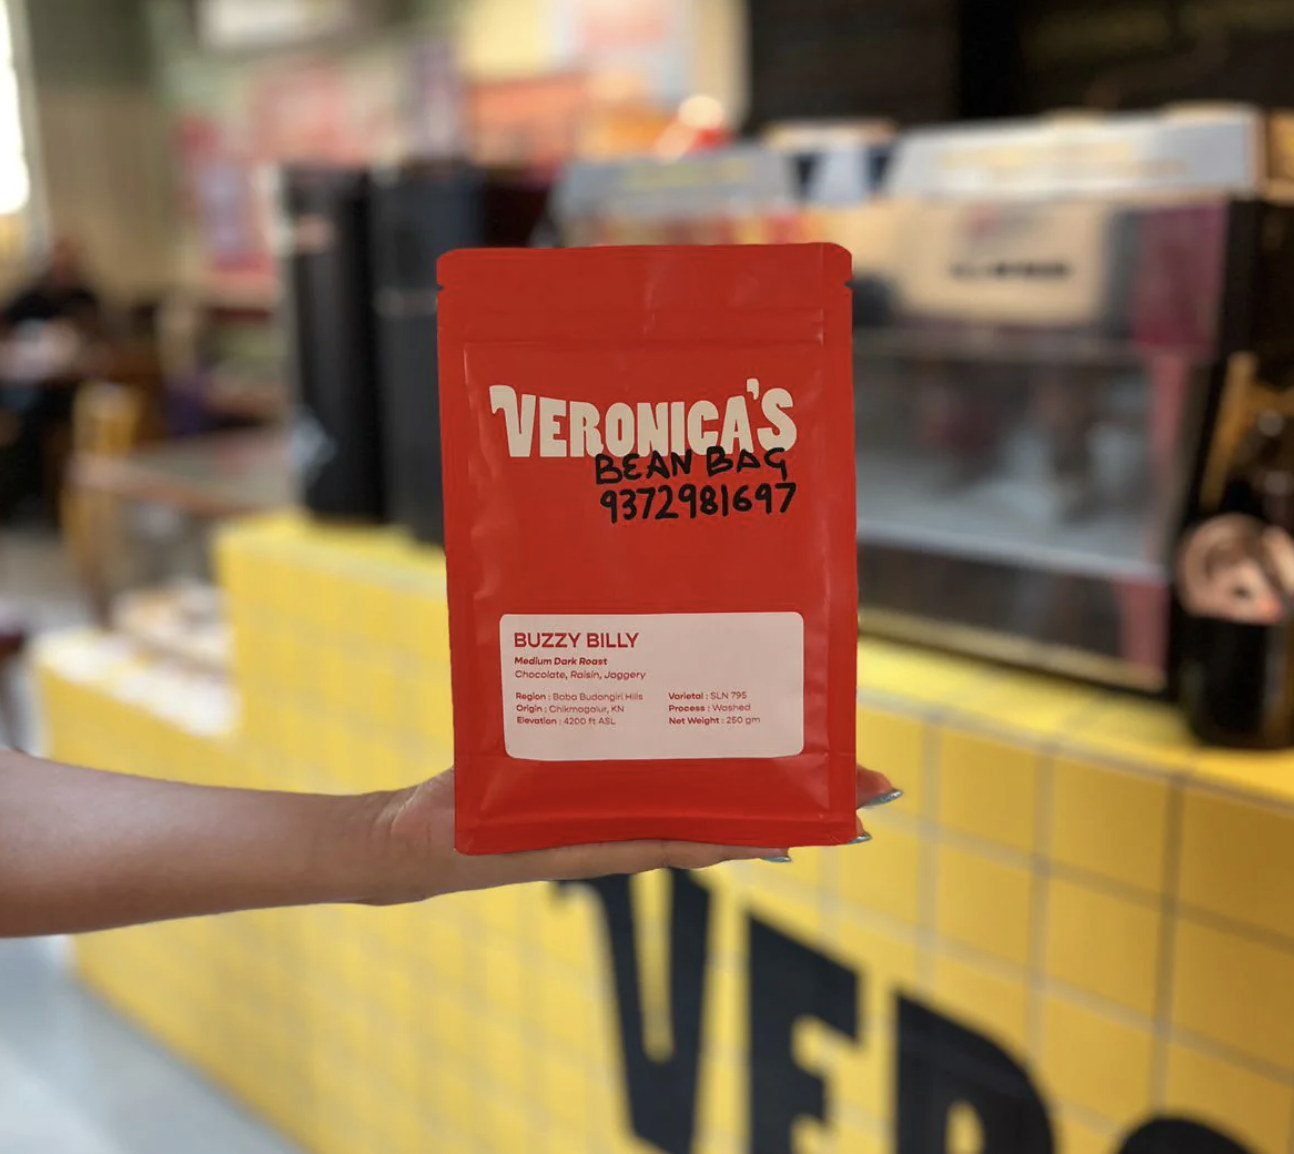 VERONICA'S
BEAN BAG
9372981697
BUZZY BILLY
Medium Dark Roast
Chocolate, Raisin, Jaggery
Region : Baba Budangiri Hills
Origin : Chikmagalur, KN
Elevation : 4200 ft ASL
Varietal : SLN 795
Process : Washed
Net Weight : 250 gm
VERO